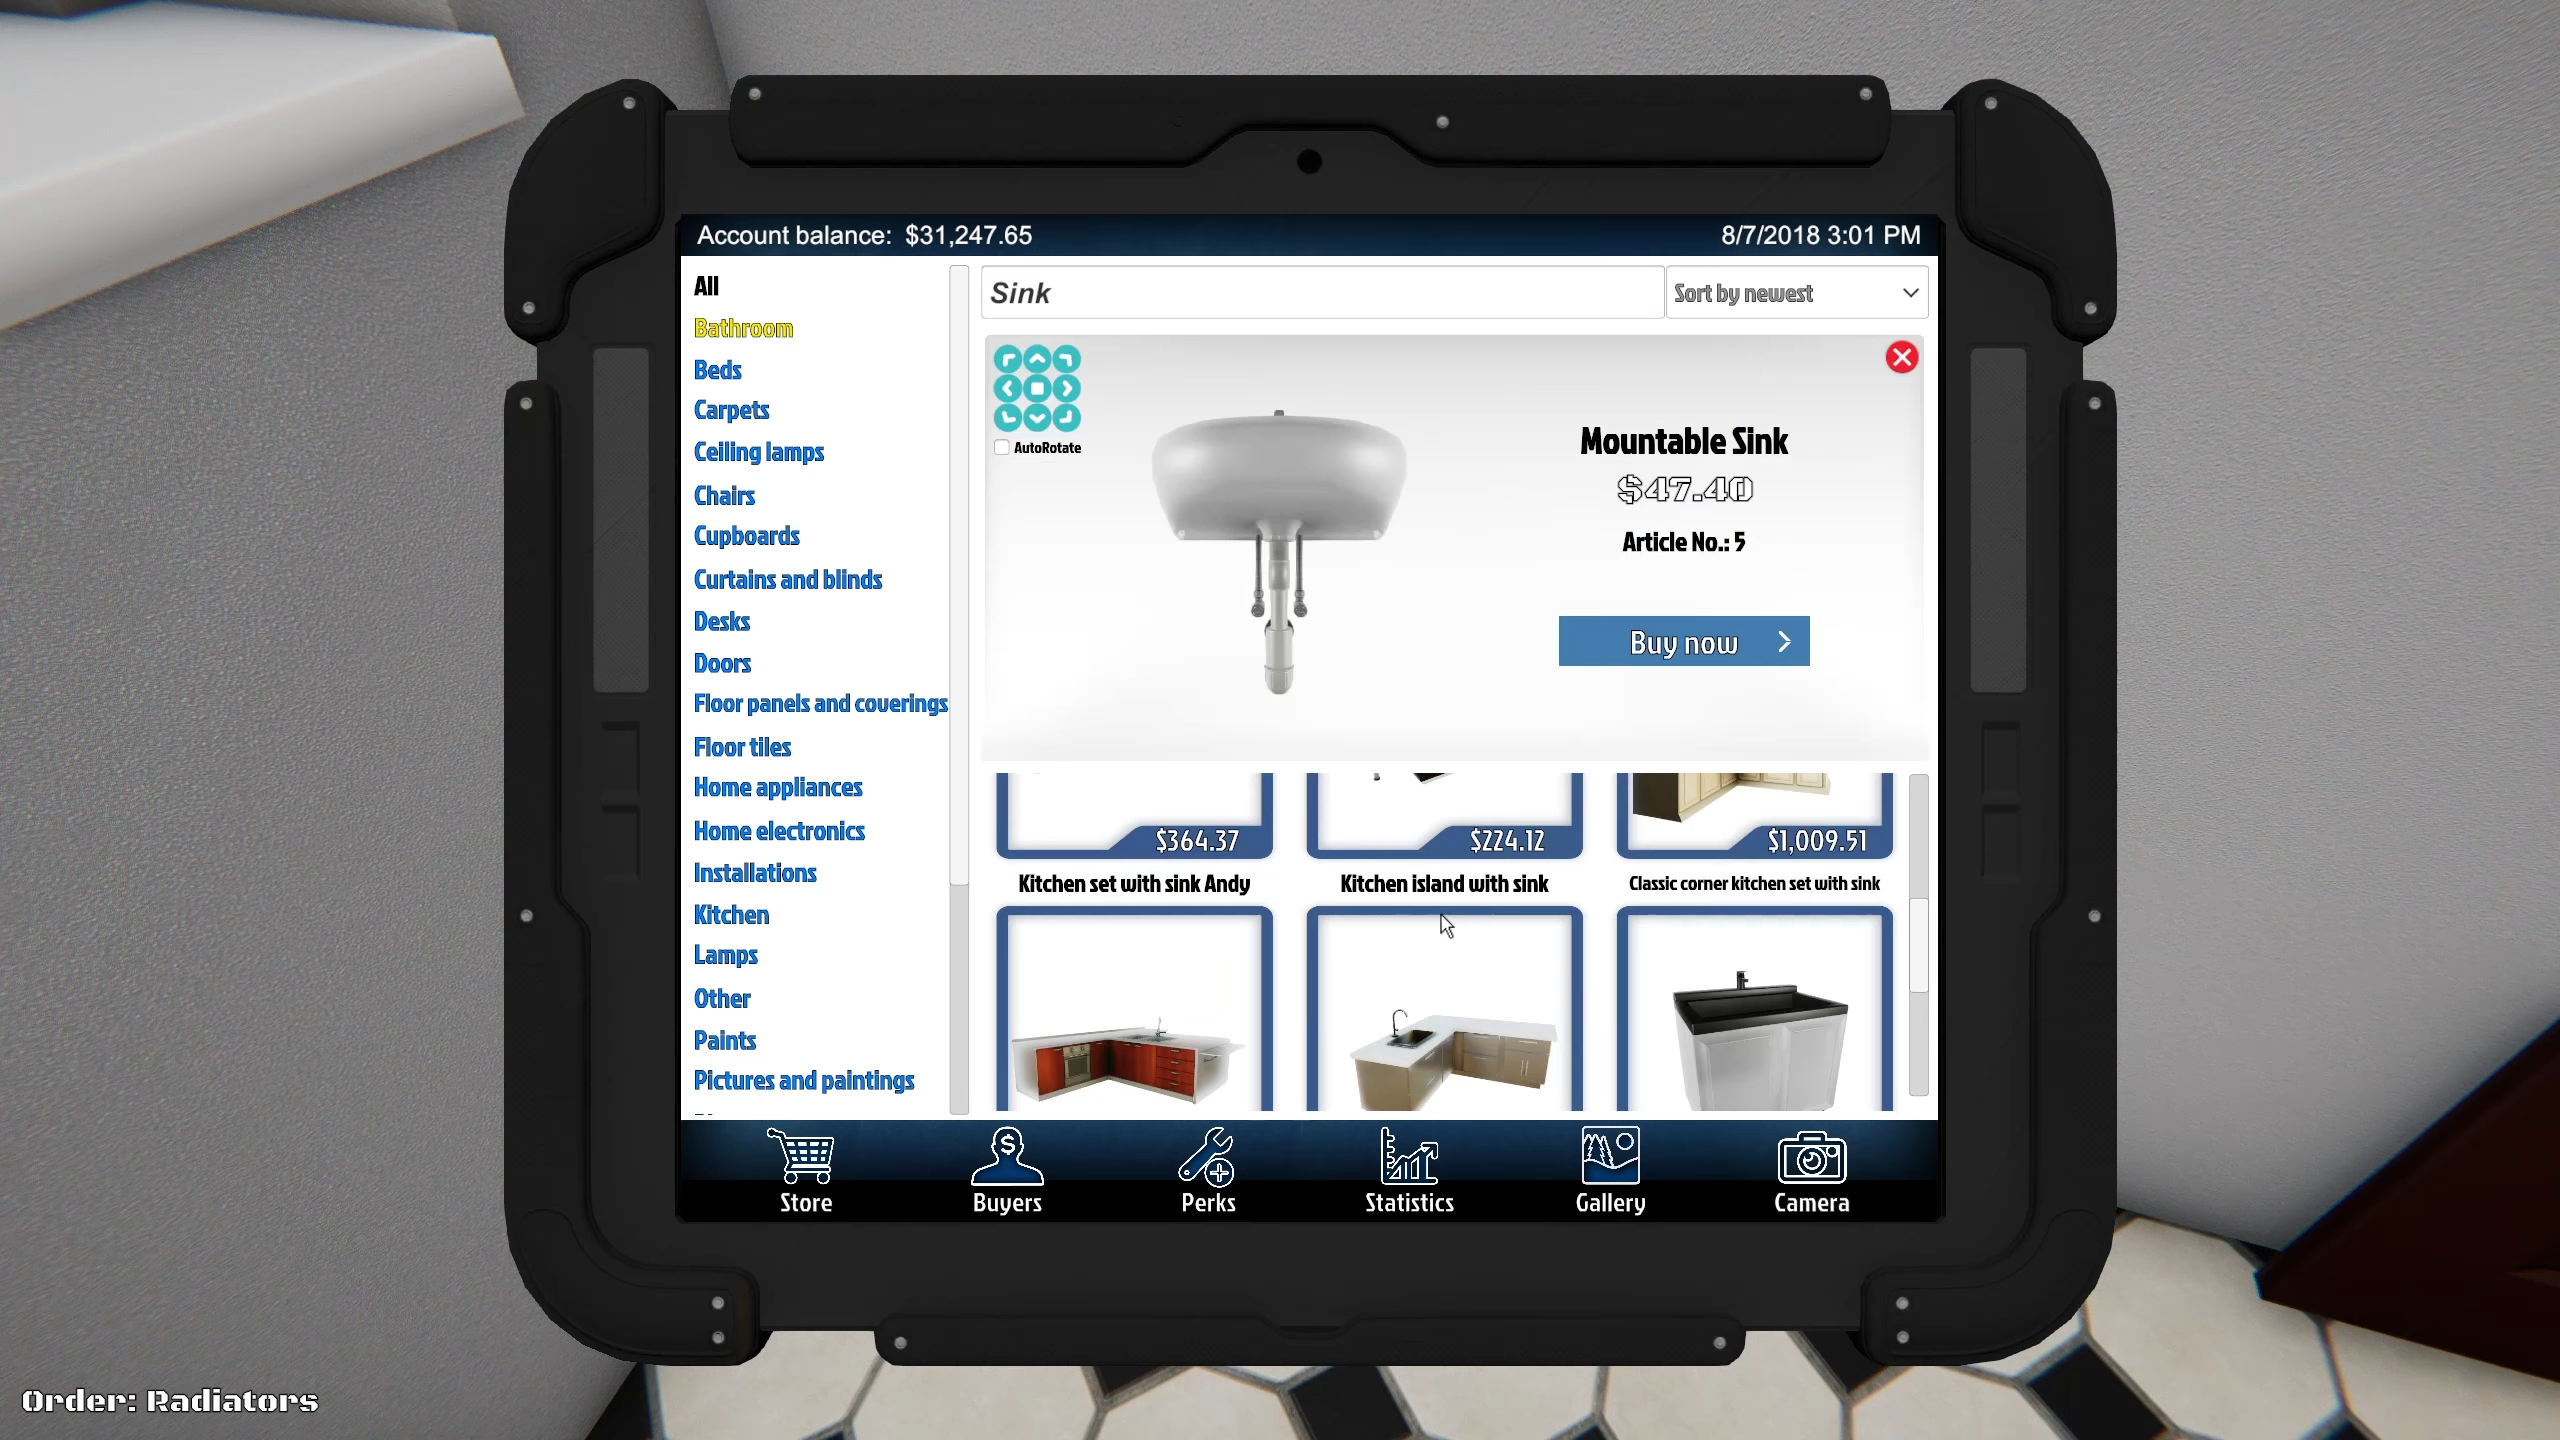 Account balance: $31,247.65
8/7/2018 3:01 PM
All
Bathroom
Beds
Carpets
Ceiling lamps
Chairs
Cupboards
Curtains and blinds
Desks
Doors
Floor panels and coverings
Floor tiles
Home appliances
Home electronics
Installations
Kitchen
Lamps
Other
Paints
Pictures and paintings
Sink
Sort by newest
AutoRotate
Mountable Sink
$47.40
Article No.: 5
Buy now
$364.37
$224.12
$1,009.51
Kitchen set with sink Andy
Kitchen island with sink
Classic corner kitchen set with sink
Store
Buyers
Perks
Statistics
Gallery
Camera
Order: Radiators